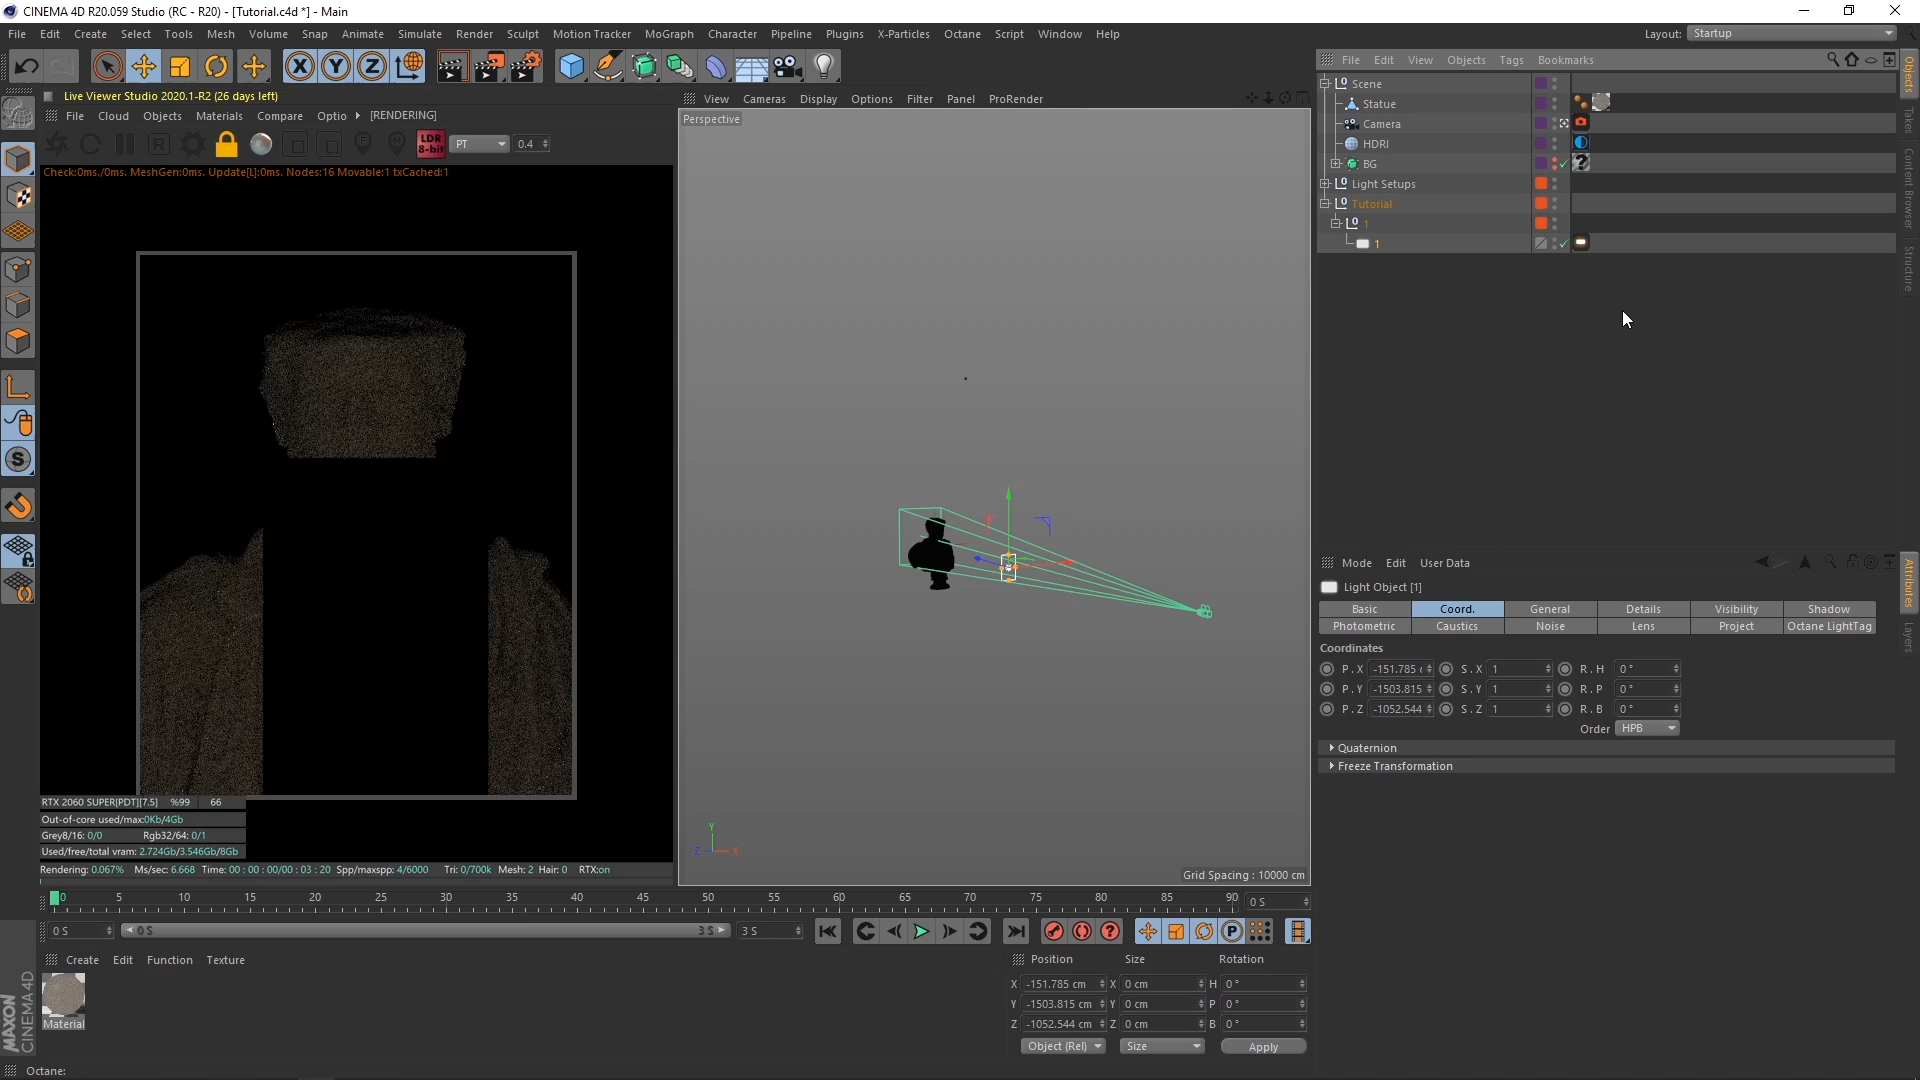 CINEMA 4D R20.059 Studio (RC - R20) - [Tutorial.c4d *] - Main
File Edit Create Select Tools Mesh Volume Snap Animate Simulate Render Sculpt Motion Tracker MoGraph Character Pipeline Plugins X-Particles Octane Script Window Help
Layout: Startup
Live Viewer Studio 2020.1-R2 (26 days left)
File Cloud Objects Materials Compare Optio [RENDERING]
LDR
8-bit
PT 0.4
Check:0ms./0ms. MeshGen:0ms. Update[L]:0ms. Nodes:16 Movable:1 txCached:1
RTX 2060 SUPER[PDT][7.5] %99 66
Out-of-core used/max:0Kb/4Gb
Grey8/16: 0/0 Rgb32/64: 0/1
Used/free/total vram: 2.724Gb/3.546Gb/8Gb
Rendering: 0.067% Ms/sec: 6.668 Time: 00 : 00 : 00/00 : 03 : 20 Spp/maxspp: 4/6000 Tri: 0/700k Mesh: 2 Hair: 0 RTX:on
View Cameras Display Options Filter Panel ProRender
Perspective
Y
Z X
Grid Spacing : 10000 cm
File Edit View Objects Tags Bookmarks
Scene
Statue
Camera
HDRI
BG
Light Setups
Tutorial
1
1
Objects
Takes
Content Browser
Structure
Mode Edit User Data
Light Object [1]
Basic Coord. General Details Visibility Shadow
Photometric Caustics Noise Lens Project Octane LightTag
Coordinates
P . X -151.785 c S . X 1 R . H 0 °
P . Y -1503.815 S . Y 1 R . P 0 °
P . Z -1052.544 S . Z 1 R . B 0 °
Order HPB
Quaternion
Freeze Transformation
Attributes
Layers
0 5 10 15 20 25 30 35 40 45 50 55 60 65 70 75 80 85 90 0 S
0 S 0 S 3 S 3 S
Create Edit Function Texture
Material
Position Size Rotation
X -151.785 cm X 0 cm H 0 °
Y -1503.815 cm Y 0 cm P 0 °
Z -1052.544 cm Z 0 cm B 0 °
Object (Rel) Size Apply
MAXON
CINEMA 4D
Octane: